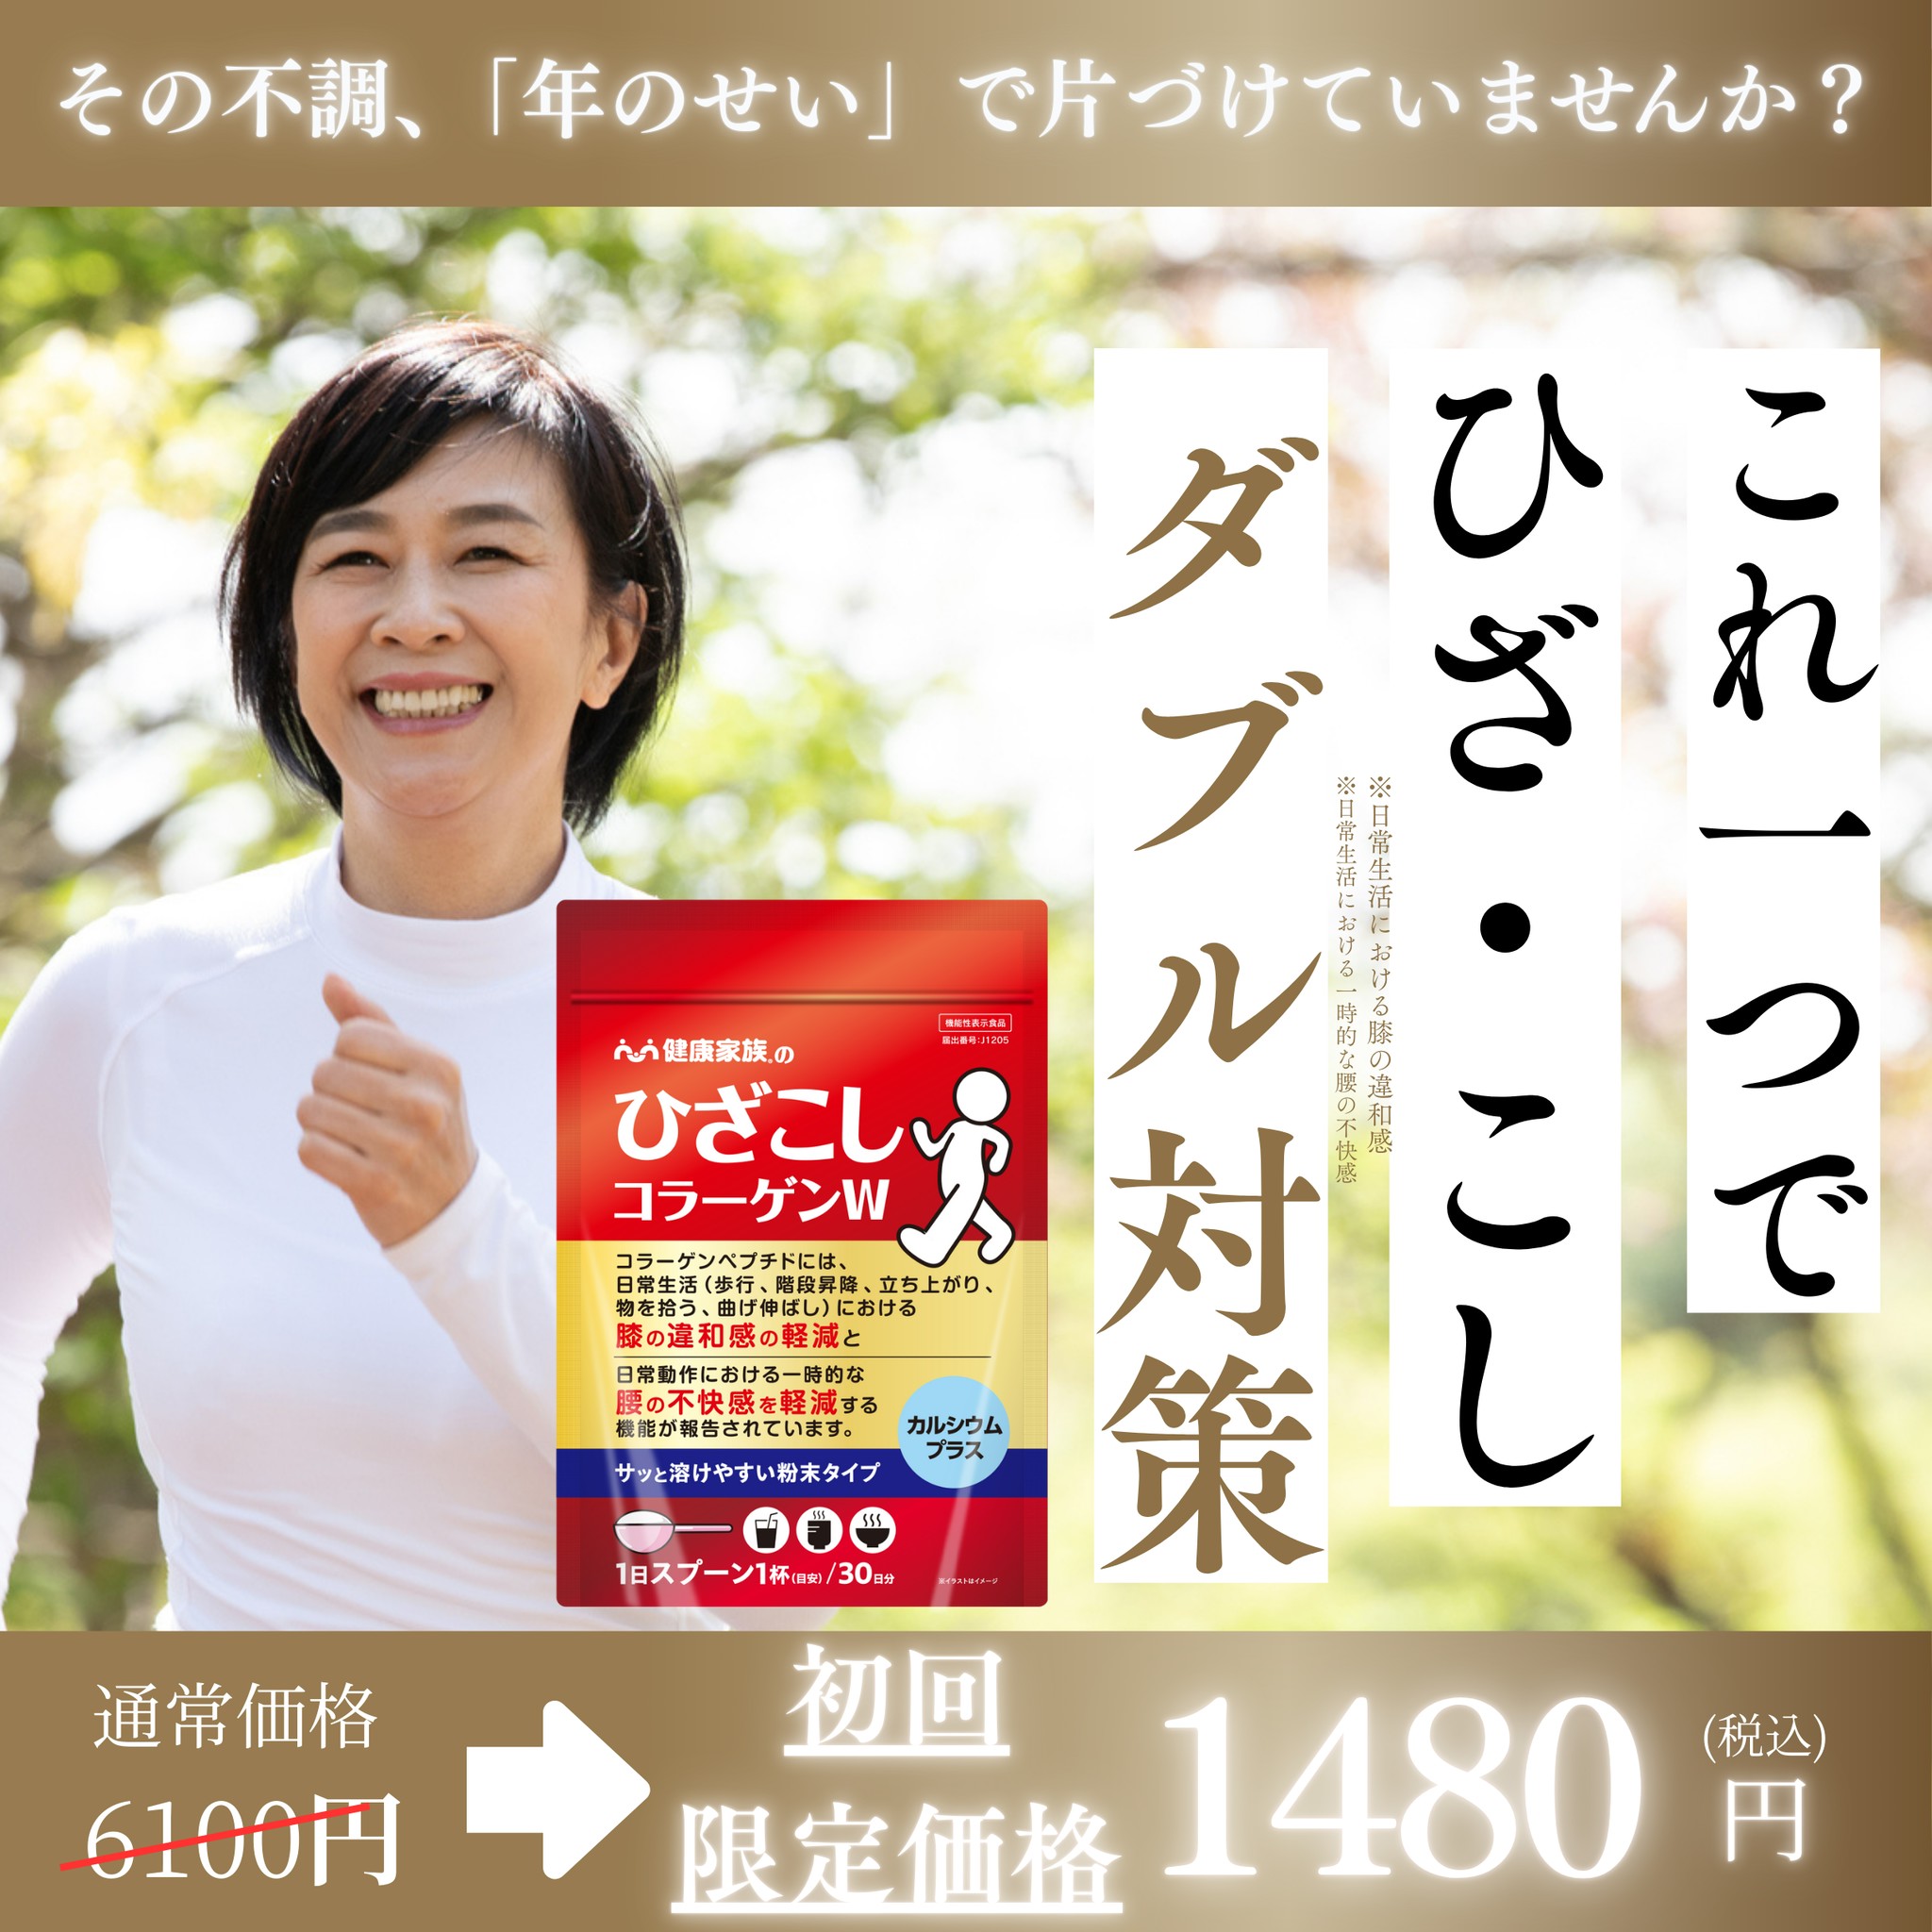 その不調、「年のせい」で片づけていませんか？
これ一つで
ひざ・こし
※日常生活における膝の違和感
※日常生活における一時的な腰の不快感
ダブル対策
機能性表示食品
届出番号:J1205
健康家族®の
ひざこし
コラーゲンW
コラーゲンペプチドには、
日常生活（歩行、階段昇降、立ち上がり、
物を拾う、曲げ伸ばし）における
膝の違和感の軽減と
日常動作における一時的な
腰の不快感を軽減する
機能が報告されています。
カルシウム
プラス
サッと溶けやすい粉末タイプ
1日スプーン1杯(目安)/30日分
※イラストはイメージ
通常価格
6100円
初回
限定価格
1480
(税込)
円